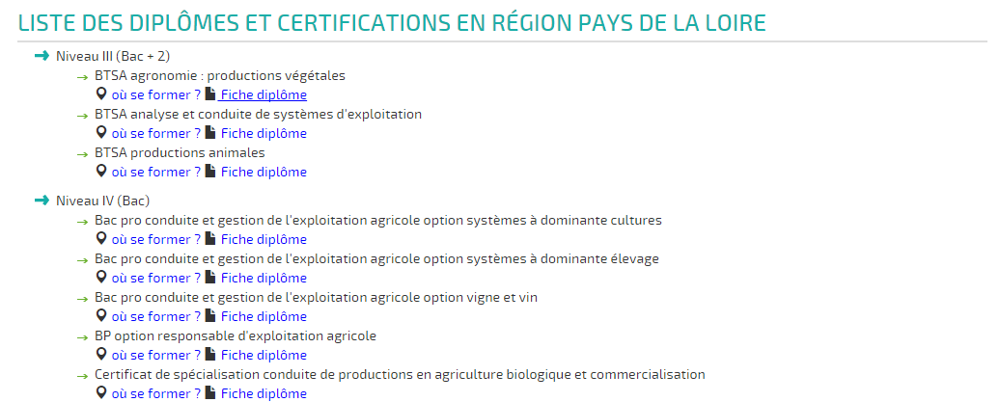 LISTE DES DIPLÔMES ET CERTIFICATIONS EN RÉGION PAYS DE LA LOIRE
Niveau III (Bac + 2)
BTSA agronomie : productions végétales
où se former ? Fiche diplôme
BTSA analyse et conduite de systèmes d'exploitation
où se former ? Fiche diplôme
BTSA productions animales
où se former ? Fiche diplôme
Niveau IV (Bac)
Bac pro conduite et gestion de l'exploitation agricole option systèmes à dominante cultures
où se former ? Fiche diplôme
Bac pro conduite et gestion de l'exploitation agricole option systèmes à dominante élevage
où se former ? Fiche diplôme
Bac pro conduite et gestion de l'exploitation agricole option vigne et vin
où se former ? Fiche diplôme
BP option responsable d'exploitation agricole
où se former ? Fiche diplôme
Certificat de spécialisation conduite de productions en agriculture biologique et commercialisation
où se former ? Fiche diplôme